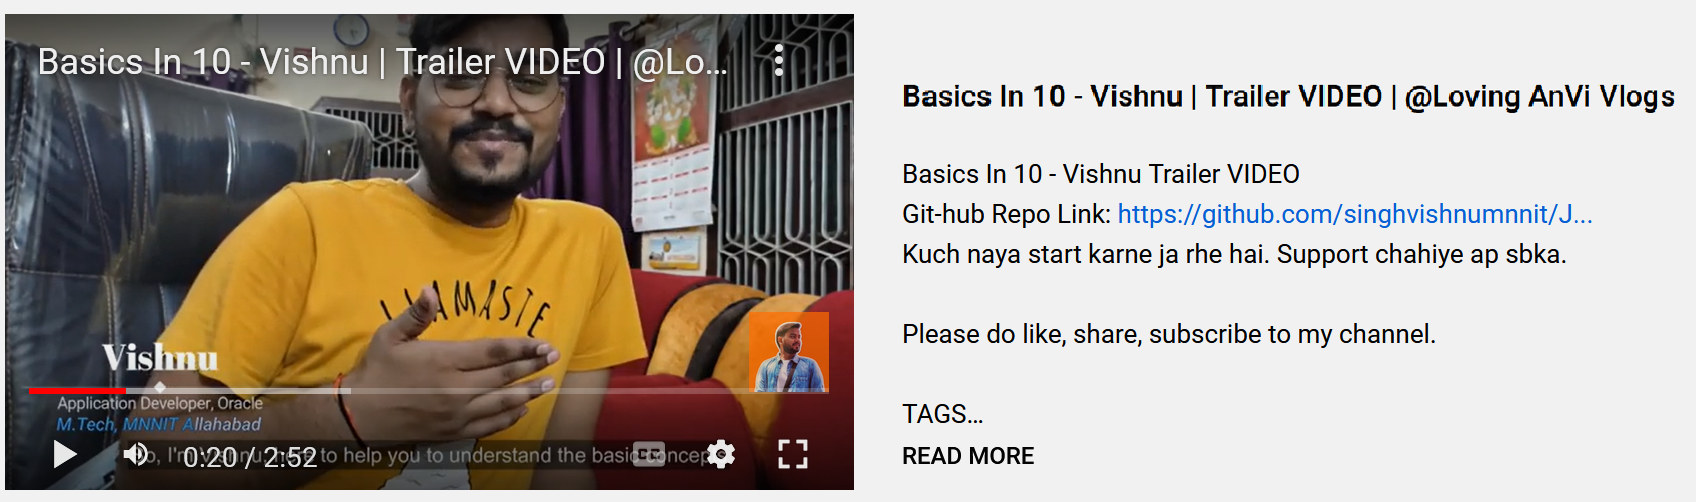 Basics In 10 - Vishnu | Trailer VIDEO | @Lo...
NAMASTE
Vishnu
Application Developer, Oracle
M.Tech, MNNIT Allahabad
I'm Vishnu, here to help you to understand the basic concepts
0:20 / 2:52
Basics In 10 - Vishnu | Trailer VIDEO | @Loving AnVi Vlogs
Basics In 10 - Vishnu Trailer VIDEO
Git-hub Repo Link: https://github.com/singhvishnumnnit/J...
Kuch naya start karne ja rhe hai. Support chahiye ap sbka.
Please do like, share, subscribe to my channel.
TAGS...
READ MORE